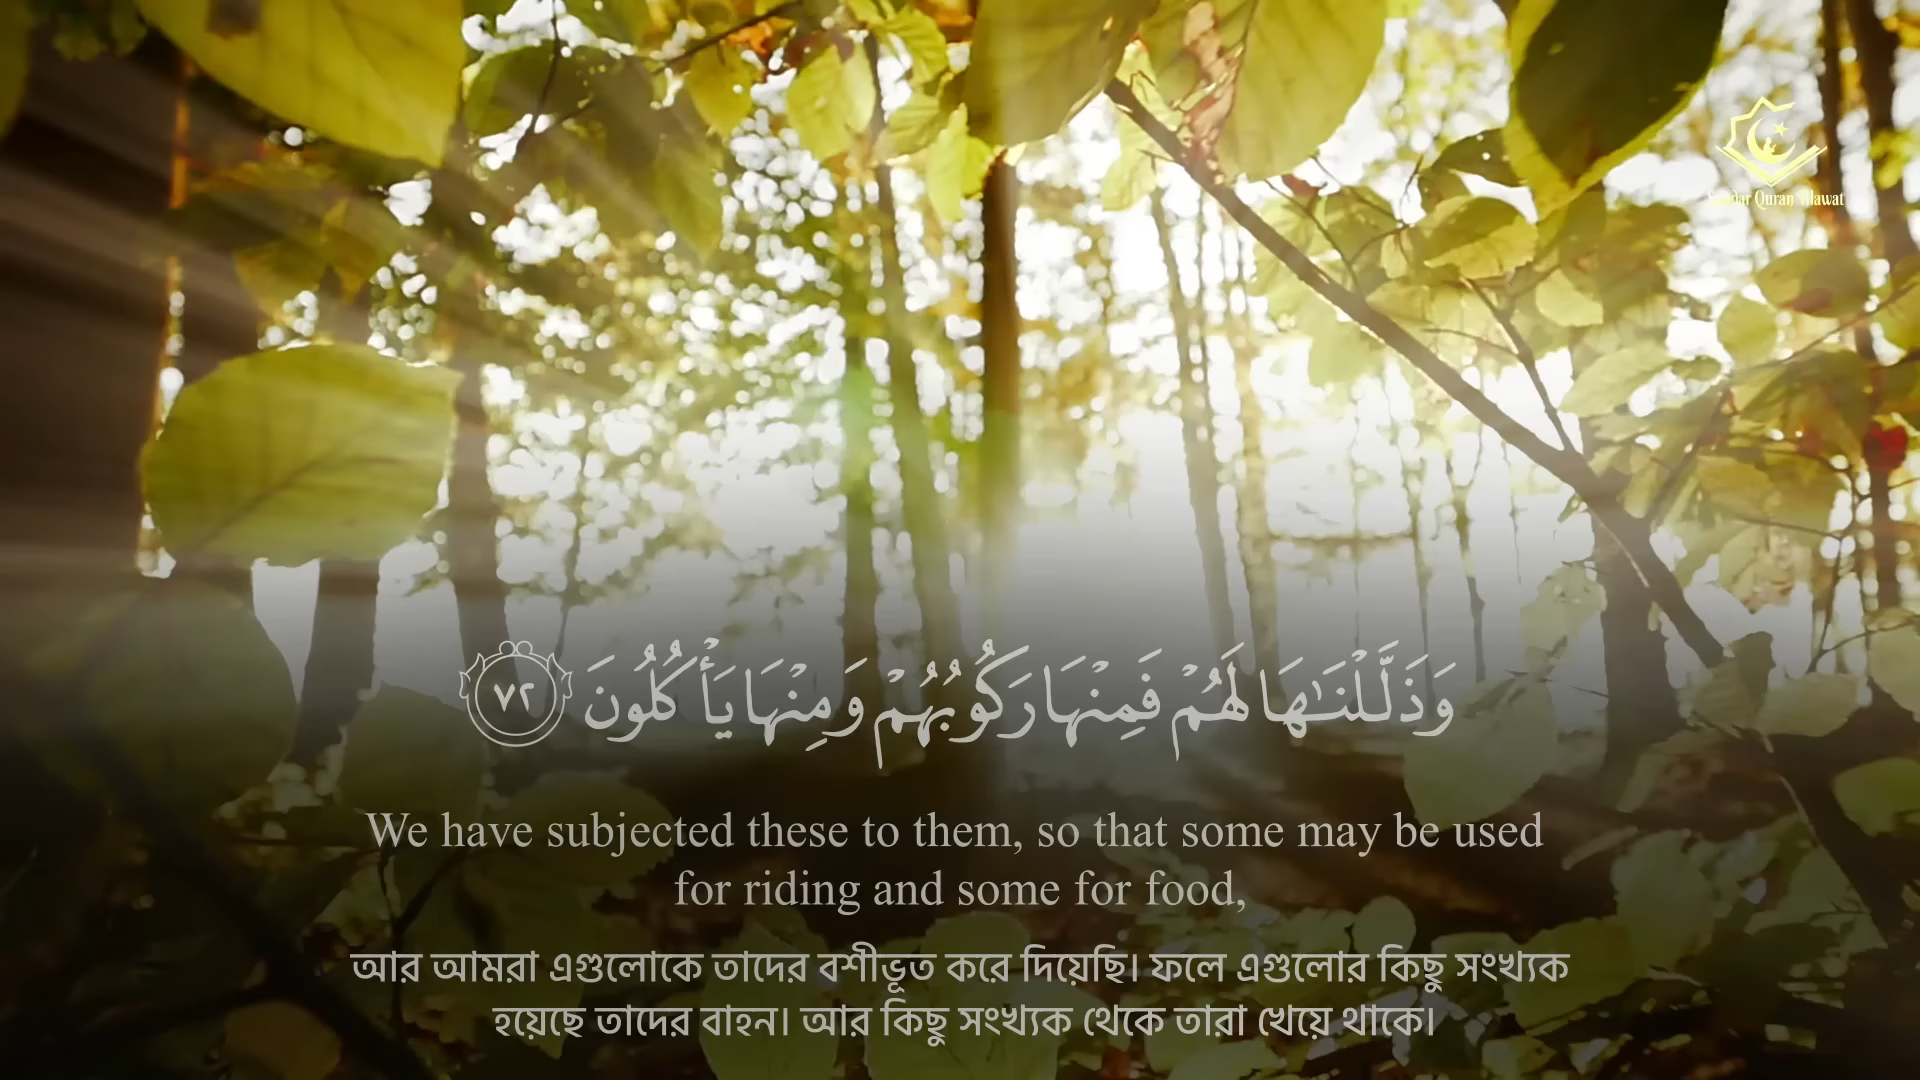 Quran
وَذَلَّلْنَٰهَا لَهُمْ فَمِنْهَا رَكُوبُهُمْ وَمِنْهَا يَأْكُلُونَ ٧٢
We have subjected these to them, so that some may be used
for riding and some for food,
আর আমরা এগুলোকে তাদের বশীভূত করে দিয়েছি। ফলে এগুলোর কিছু সংখ্যক
হয়েছে তাদের বাহন। আর কিছু সংখ্যক থেকে তারা খেয়ে থাকে।